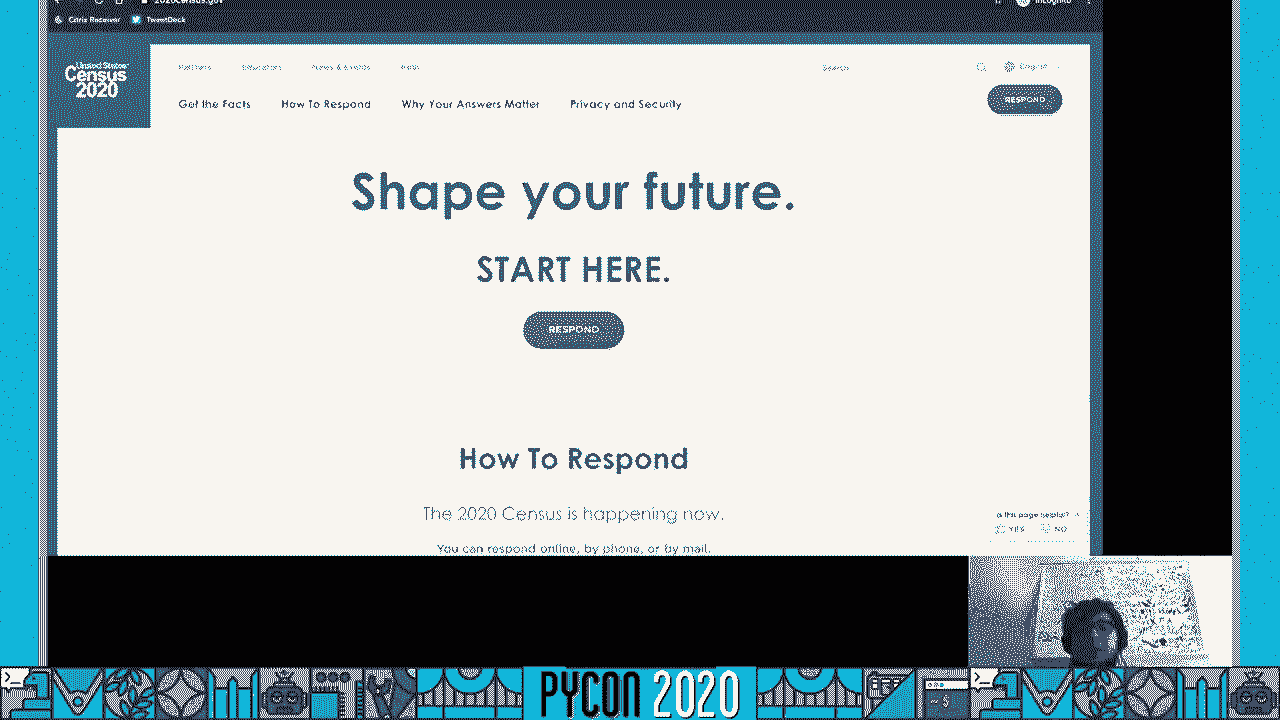 2020census.gov
Incognito
Citrix Receiver
TweetDeck
United States™
Census
2020
Partners
Educators
News & Events
Jobs
Search
English
Get the Facts
How To Respond
Why Your Answers Matter
Privacy and Security
RESPOND
Shape your future.
START HERE.
RESPOND
How To Respond
The 2020 Census is happening now.
You can respond online, by phone, or by mail.
Is this page helpful?
YES
NO
PYCON 2020
~ $